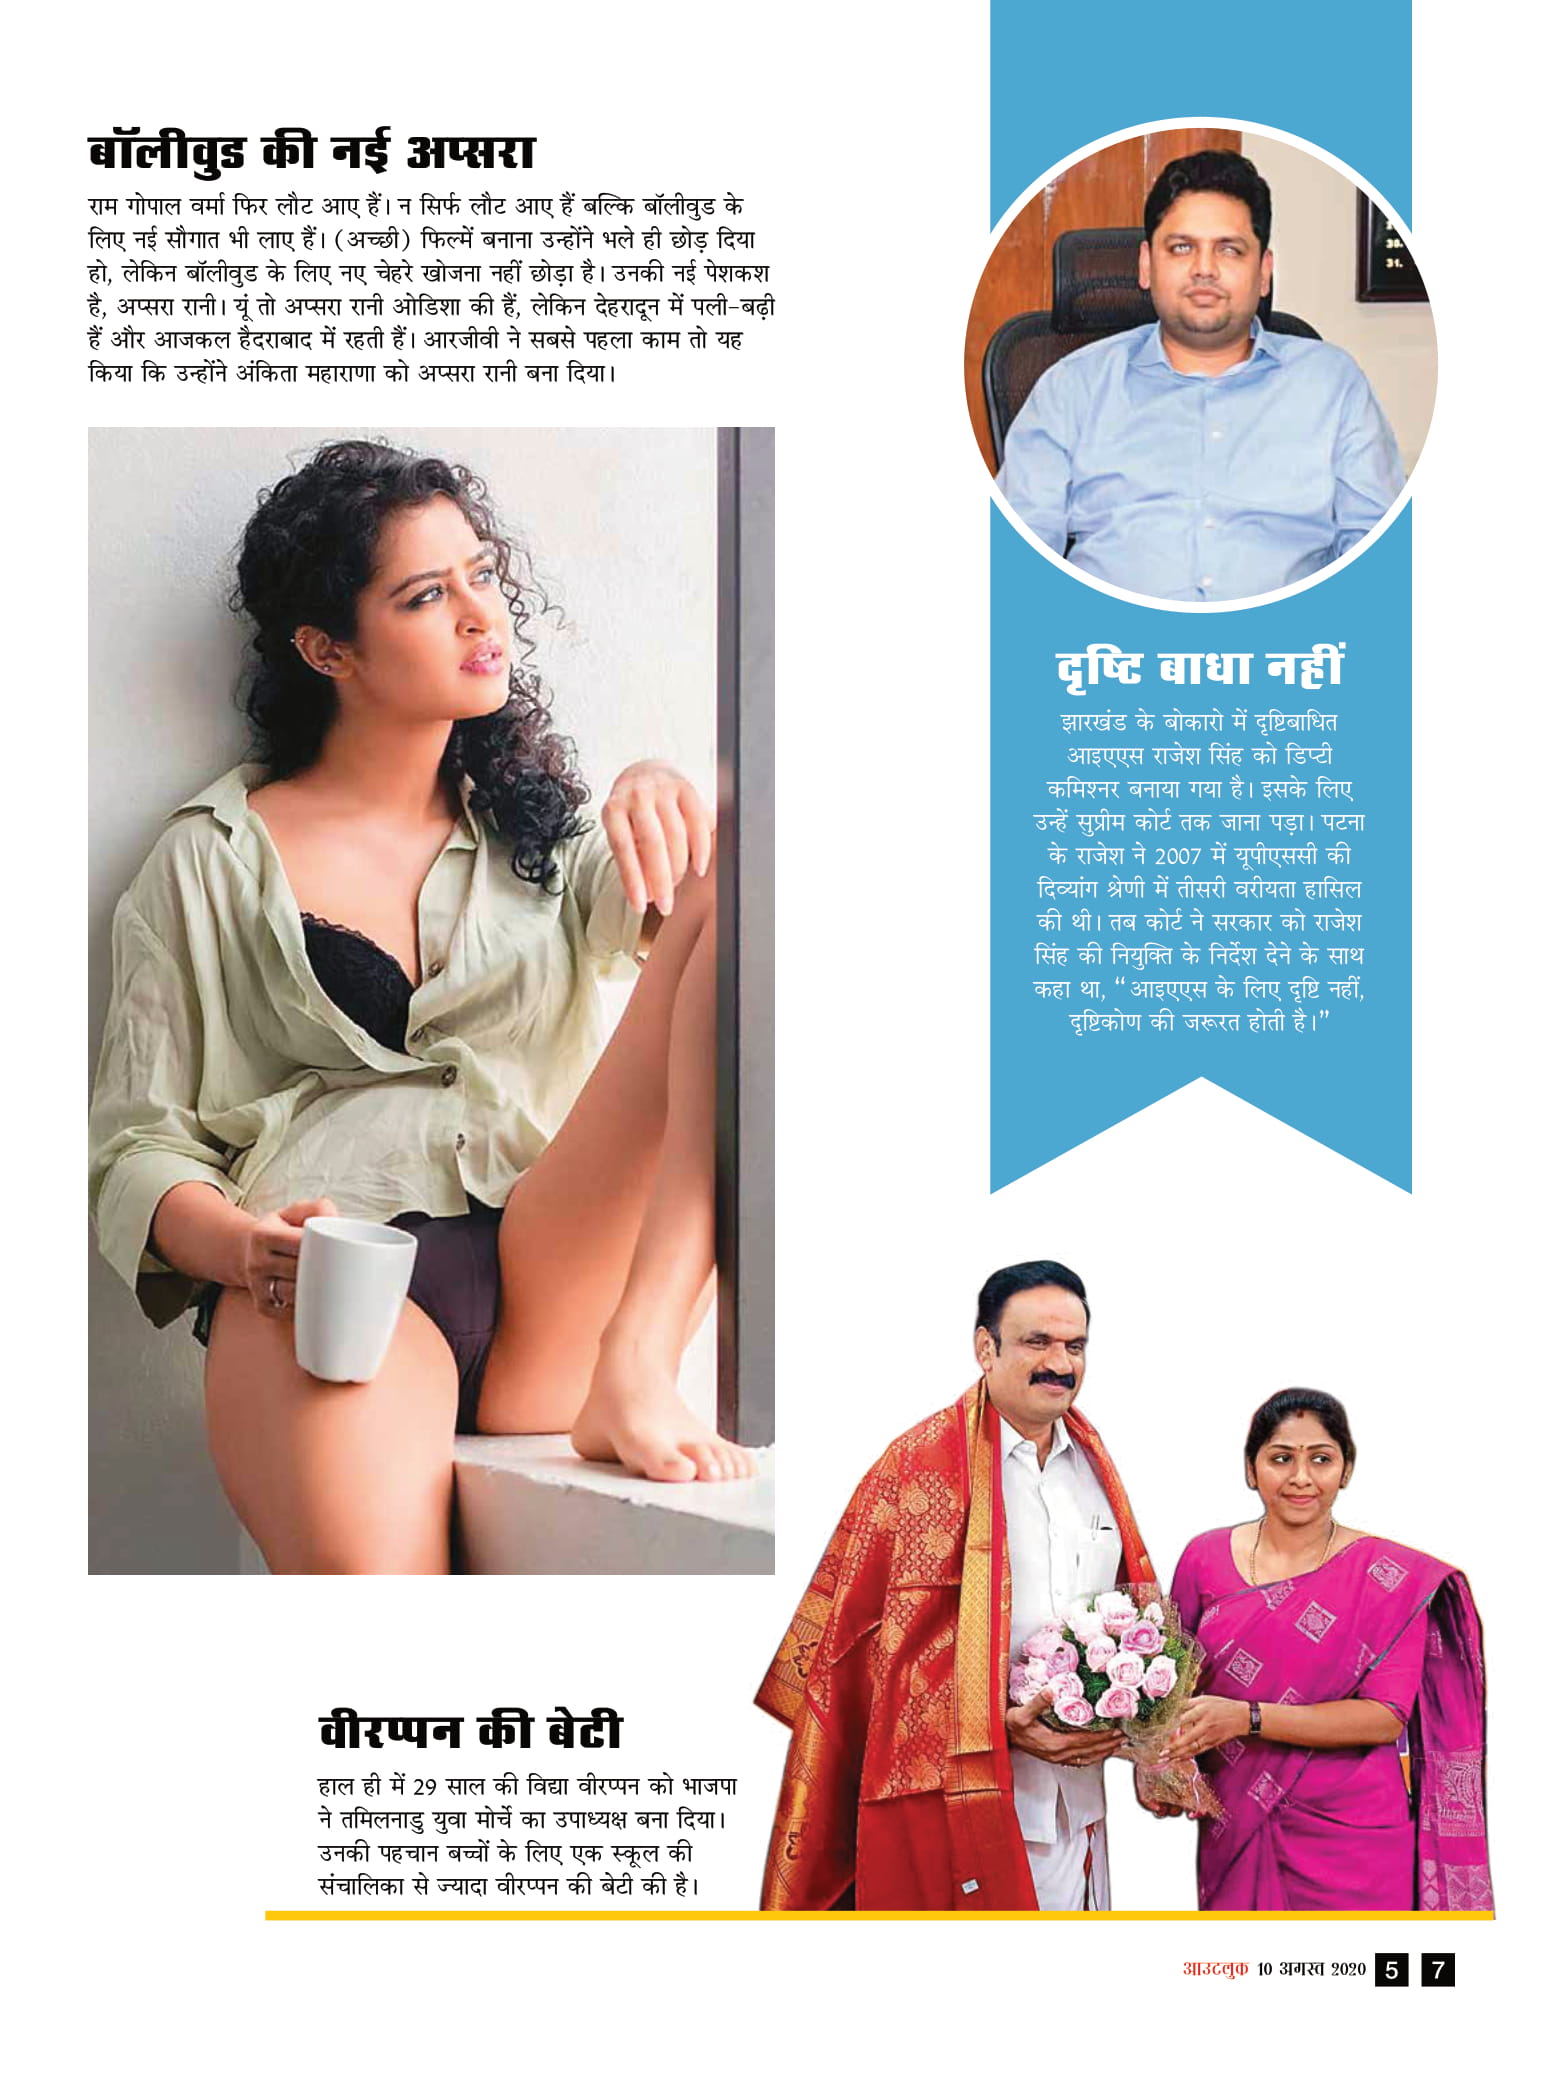 बॉलीवुड की नई अप्सरा
राम गोपाल वर्मा फिर लौट आए हैं। न सिर्फ लौट आए हैं बल्कि बॉलीवुड के
लिए नई सौगात भी लाए हैं। (अच्छी) फिल्में बनाना उन्होंने भले ही छोड़ दिया
हो, लेकिन बॉलीवुड के लिए नए चेहरे खोजना नहीं छोड़ा है। उनकी नई पेशकश
है, अप्सरा रानी। यूं तो अप्सरा रानी ओडिशा की हैं, लेकिन देहरादून में पली-बढ़ी
हैं और आजकल हैदराबाद में रहती हैं। आरजीवी ने सबसे पहला काम तो यह
किया कि उन्होंने अंकिता महाराणा को अप्सरा रानी बना दिया।
30.
31.
दृष्टि बाधा नहीं
झारखंड के बोकारो में दृष्टिबाधित
आइएएस राजेश सिंह को डिप्टी
कमिश्नर बनाया गया है। इसके लिए
उन्हें सुप्रीम कोर्ट तक जाना पड़ा। पटना
के राजेश ने 2007 में यूपीएससी की
दिव्यांग श्रेणी में तीसरी वरीयता हासिल
की थी। तब कोर्ट ने सरकार को राजेश
सिंह की नियुक्ति के निर्देश देने के साथ
कहा था, “आइएएस के लिए दृष्टि नहीं,
दृष्टिकोण की जरूरत होती है।”
वीरप्पन की बेटी
हाल ही में 29 साल की विद्या वीरप्पन को भाजपा
ने तमिलनाडु युवा मोर्चे का उपाध्यक्ष बना दिया।
उनकी पहचान बच्चों के लिए एक स्कूल की
संचालिका से ज्यादा वीरप्पन की बेटी की है।
आउटलुक 10 अगस्त 2020 5 7